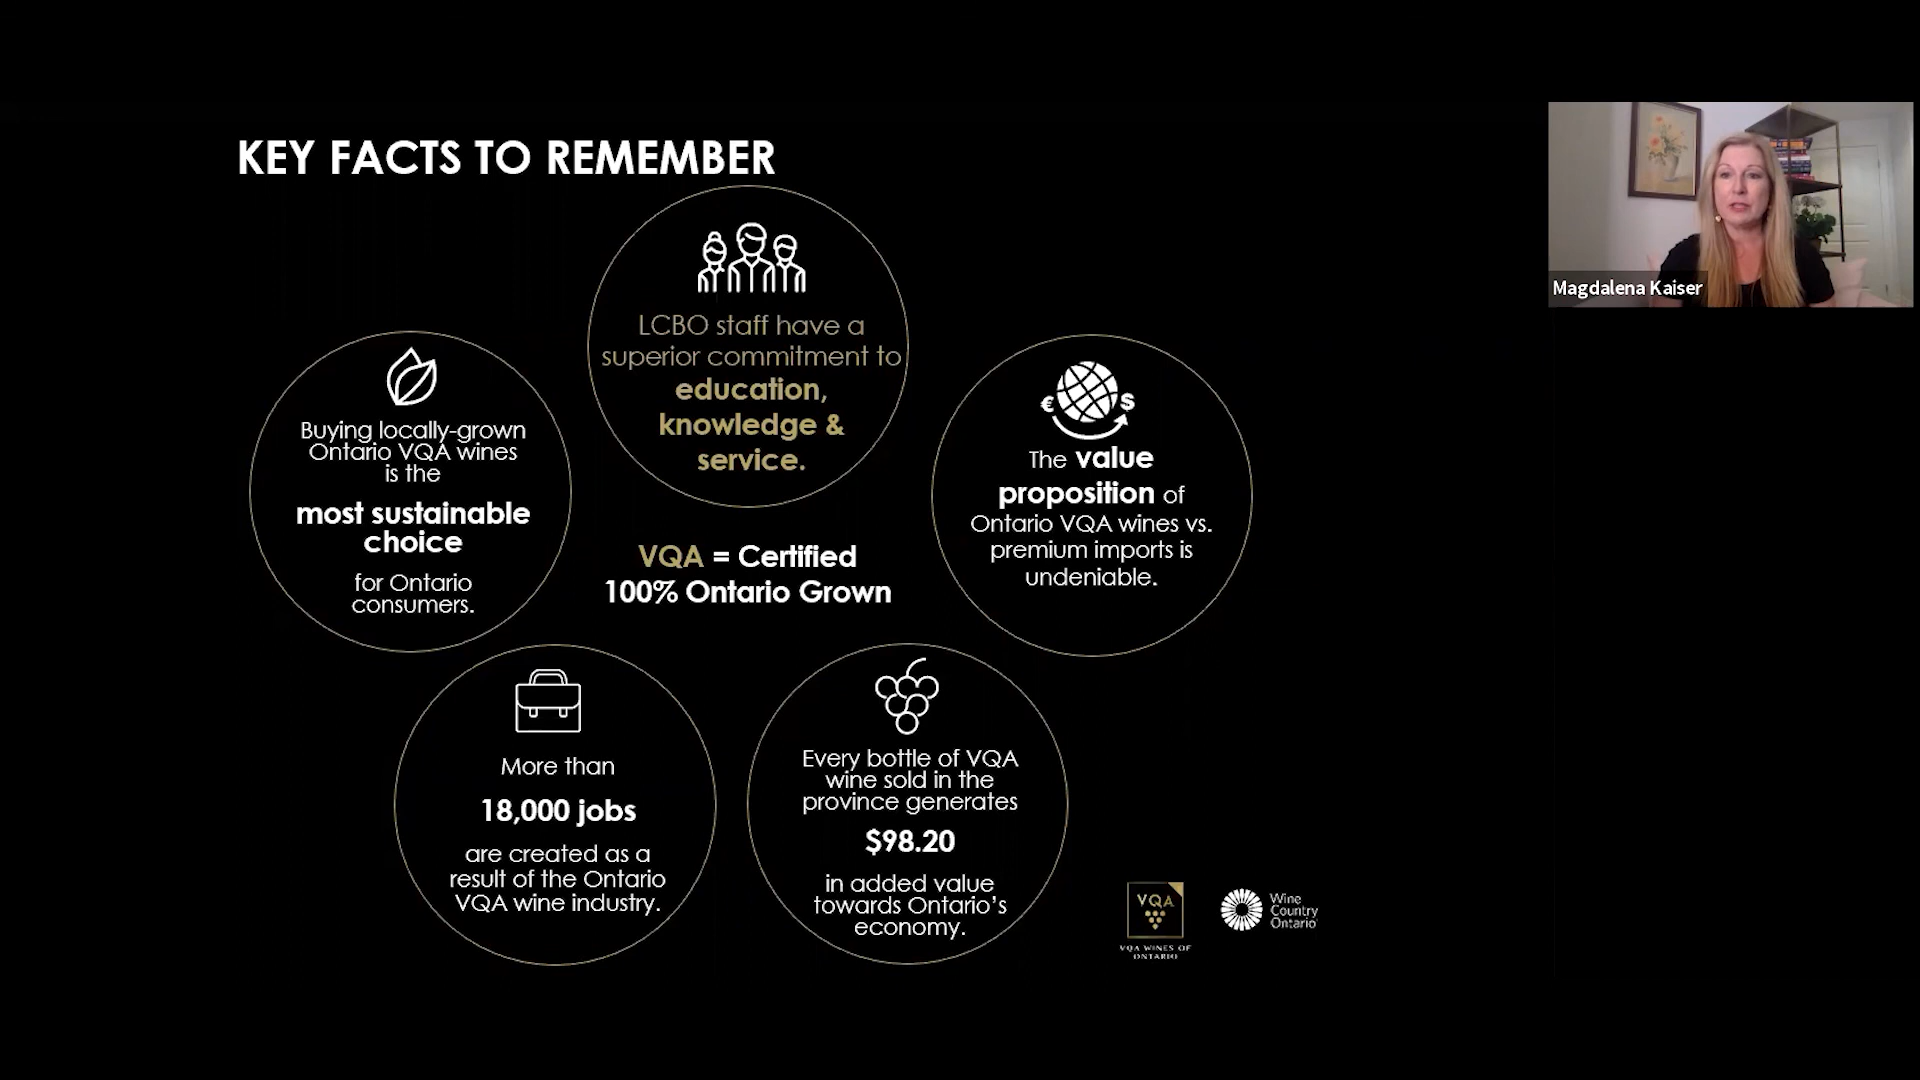 KEY FACTS TO REMEMBER
LCBO staff have a
superior commitment to
education,
knowledge &
service.
Buying locally-grown
Ontario VQA wines
is the
most sustainable
choice
for Ontario
consumers.
€ $
The value
proposition of
Ontario VQA wines vs.
premium imports is
undeniable.
VQA = Certified
100% Ontario Grown
More than
18,000 jobs
are created as a
result of the Ontario
VQA wine industry.
Every bottle of VQA
wine sold in the
province generates
$98.20
in added value
towards Ontario's
economy.
VQA
VQA WINES OF
ONTARIO
Wine
Country
Ontario
Magdalena Kaiser